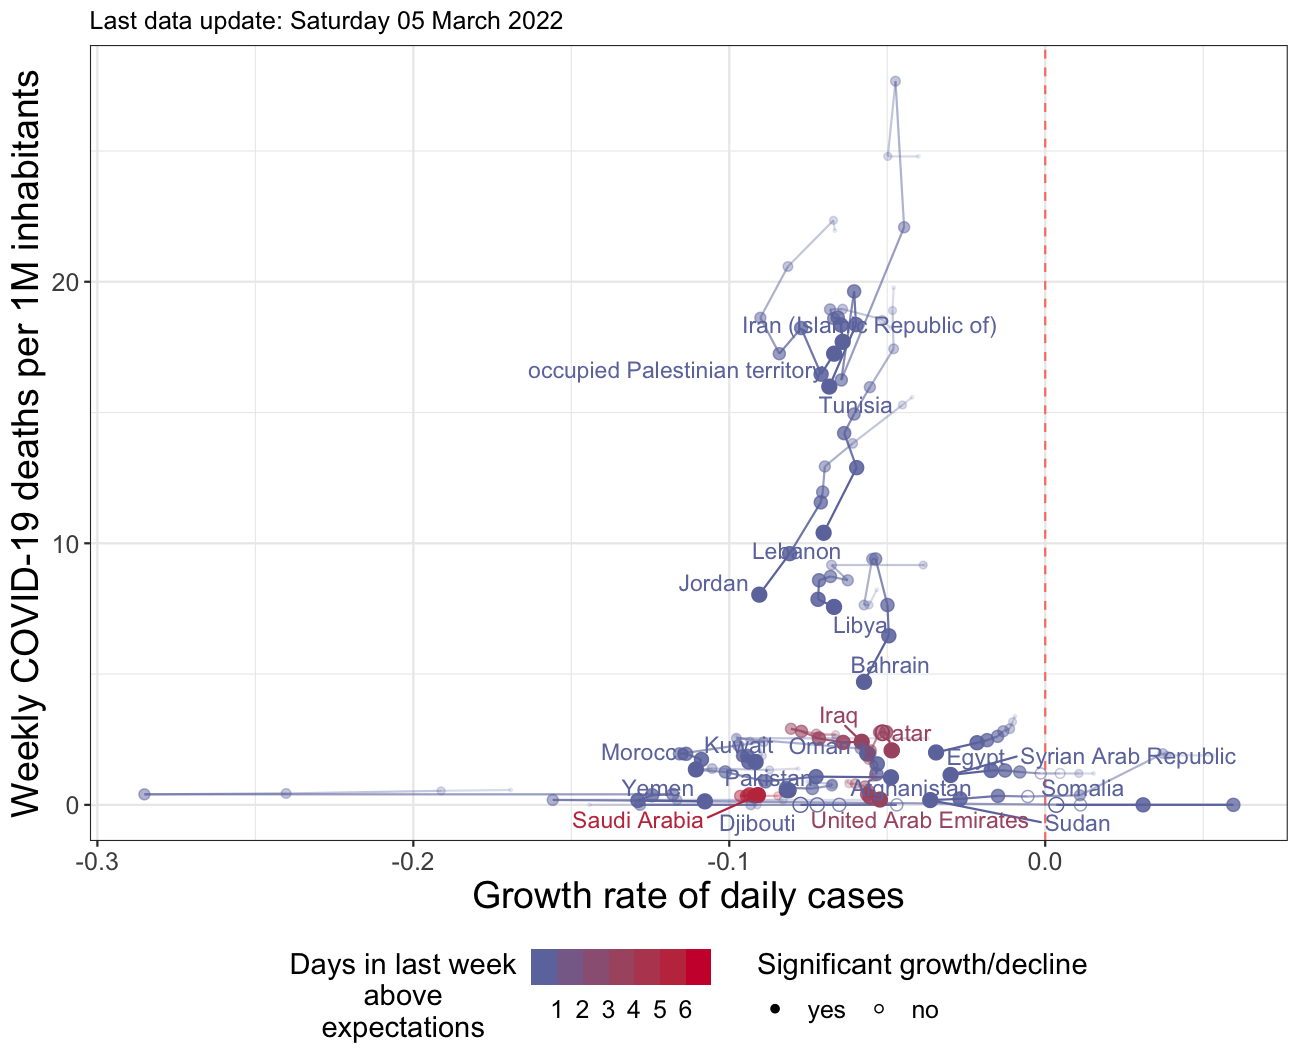 Last data update: Saturday 05 March 2022
Weekly COVID-19 deaths per 1M inhabitants
20
10
0
Iran (Islamic Republic of)
occupied Palestinian territory
Tunisia
Lebanon
Jordan
Libya
Bahrain
Iraq
Qatar
Morocco
Kuwait
Oman
Egypt
Syrian Arab Republic
Pakistan
Yemen
Afghanistan
Somalia
Saudi Arabia
Djibouti
United Arab Emirates
Sudan
-0.3
-0.2
-0.1
0.0
Growth rate of daily cases
Days in last week
above
expectations
1 2 3 4 5 6
Significant growth/decline
yes
no